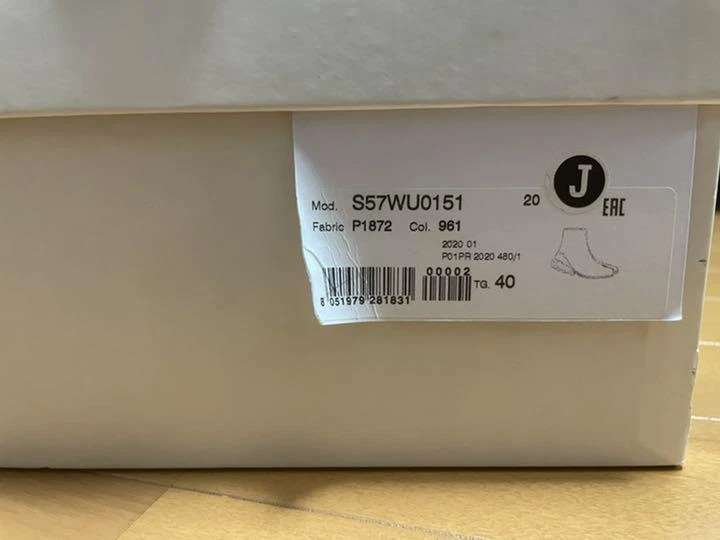 J
Mod. S57WU0151 20 EAC
Fabric P1872 Col. 961
2020 01
P01PR 2020 480/1
00002
TG. 40
8 051979 281831